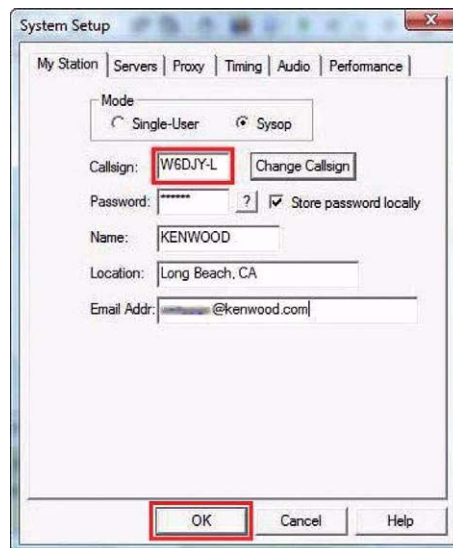 System Setup
My Station Servers Proxy Timing Audio Performance
Mode
Single-User Sysop
Callsign: W6DJY-L Change Callsign
Password: ****** ? Store password locally
Name: KENWOOD
Location: Long Beach, CA
Email Addr: @kenwood.com
OK Cancel Help